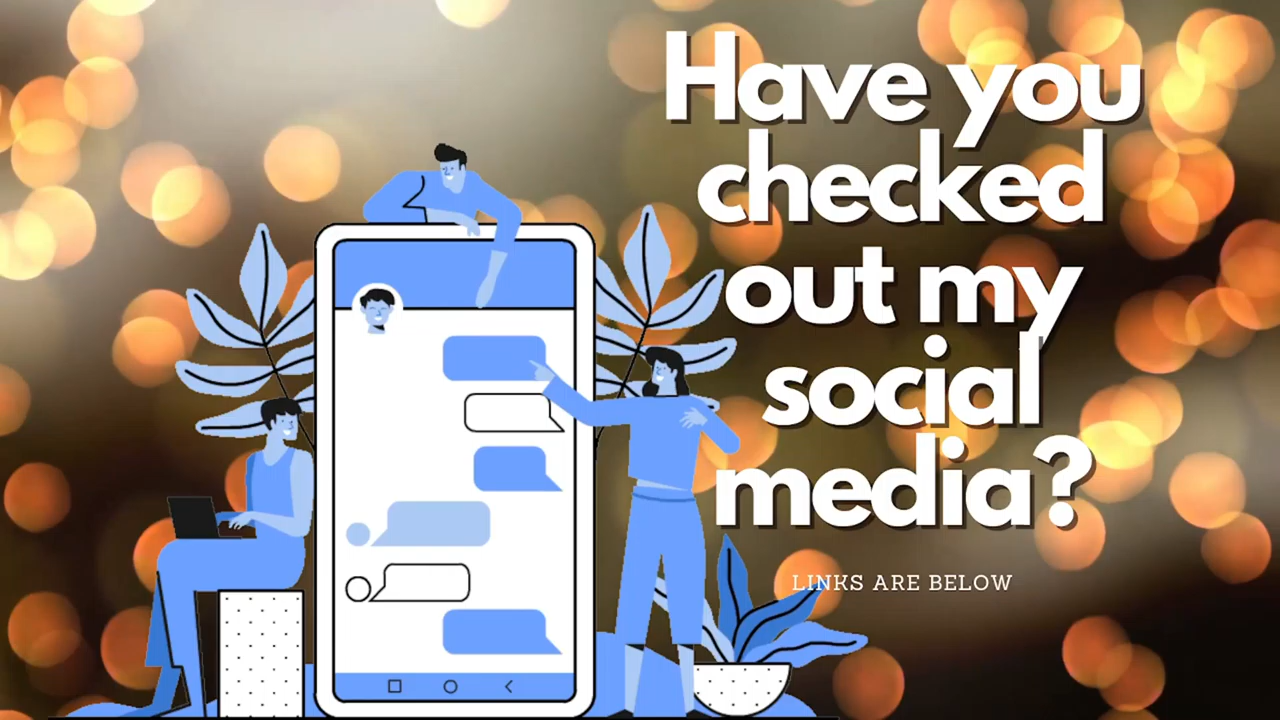 Have you
checked
out my
social
media?
LINKS ARE BELOW